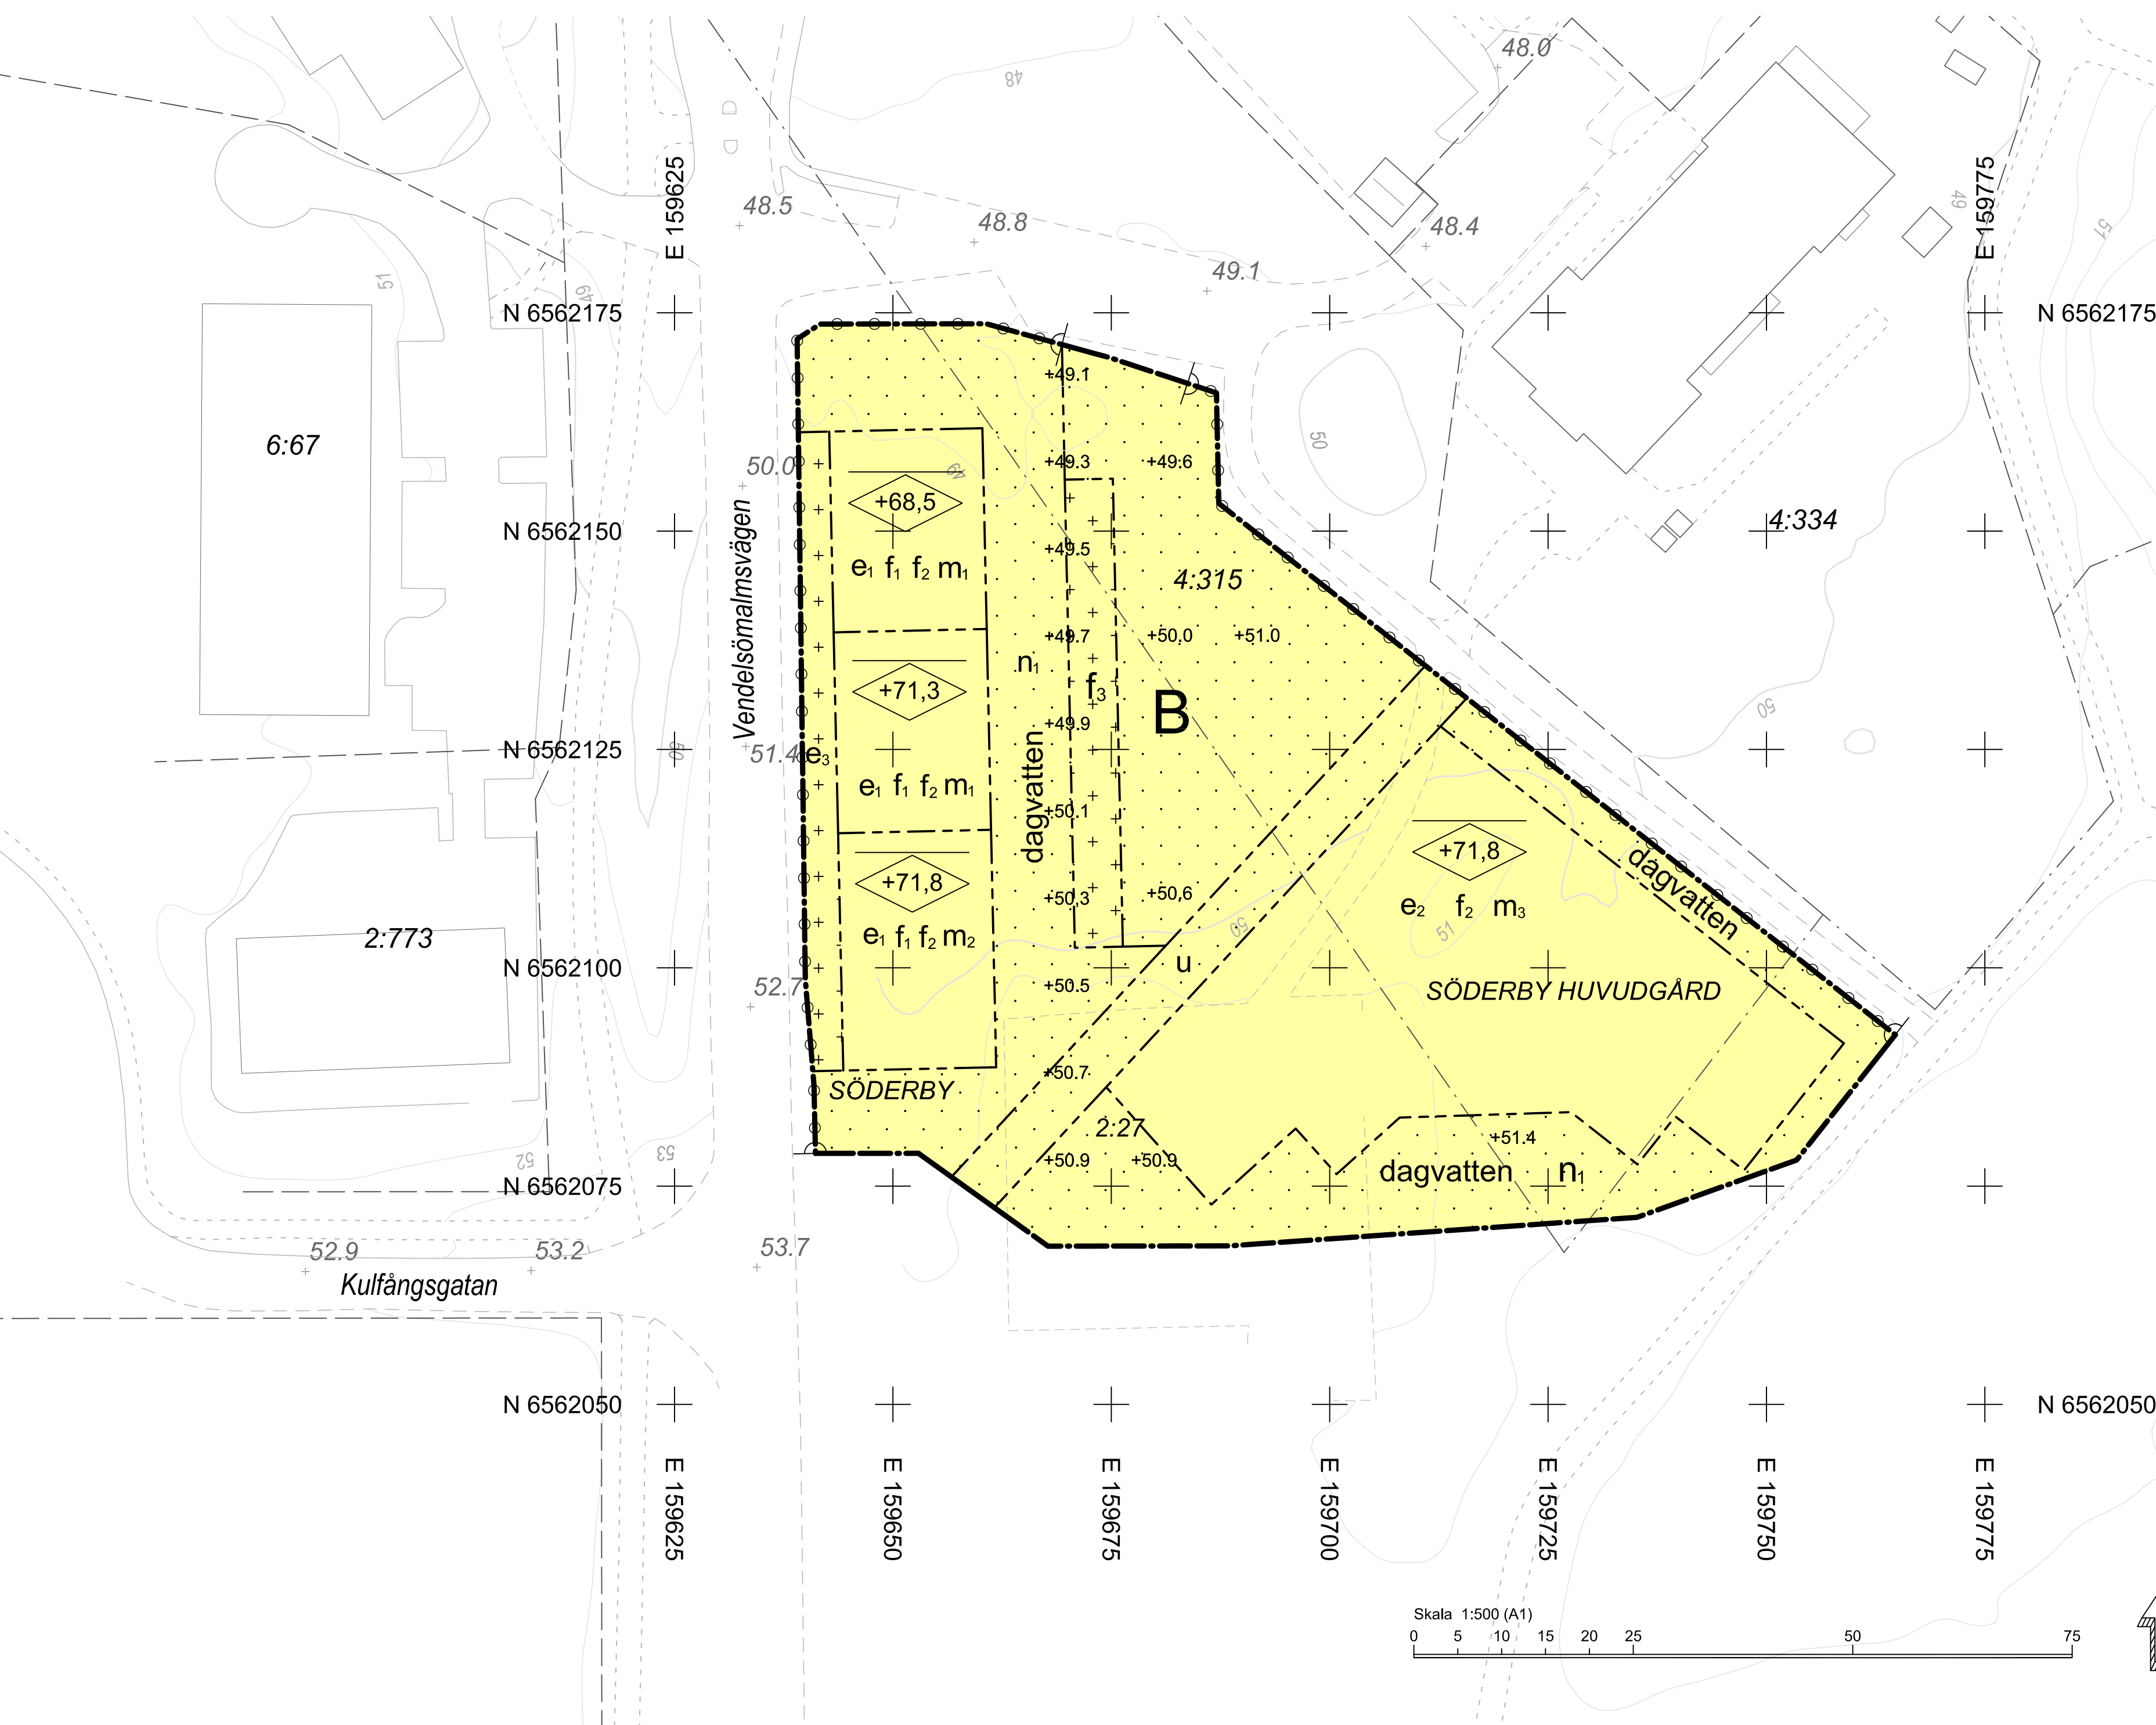 48.0
48
E 159625
E 159775
49
51
48.5
48.8
48.4
49.1
51
49
N 6562175
N 6562175
+49.1
6:67
50
50.0
+49.3
+49.6
49
+68,5
N 6562150
4:334
+49.5
e1 f1 f2 m1
4:315
Vendelsömalmsvägen
+49.7
+50.0
+51.0
n1
+71,3
f3
B
50
+49.9
N 6562125
50
51.4
e3
e1 f1 f2 m1
dagvatten
+50.1
+71,8
+71,8
dagvatten
+50,3
+50,6
e2 f2 m3
2:773
e1 f1 f2 m2
50
51
u
N 6562100
52.7
+50.5
SÖDERBY HUVUDGÅRD
+50.7
SÖDERBY
2:27
+51.4
52
53
+50.9
+50.9
dagvatten n1
N 6562075
52.9
53.2
53.7
Kulfångsgatan
N 6562050
N 6562050
E 159625
E 159650
E 159675
E 159700
E 159725
E 159750
E 159775
Skala 1:500 (A1)
0 5 10 15 20 25 50 75